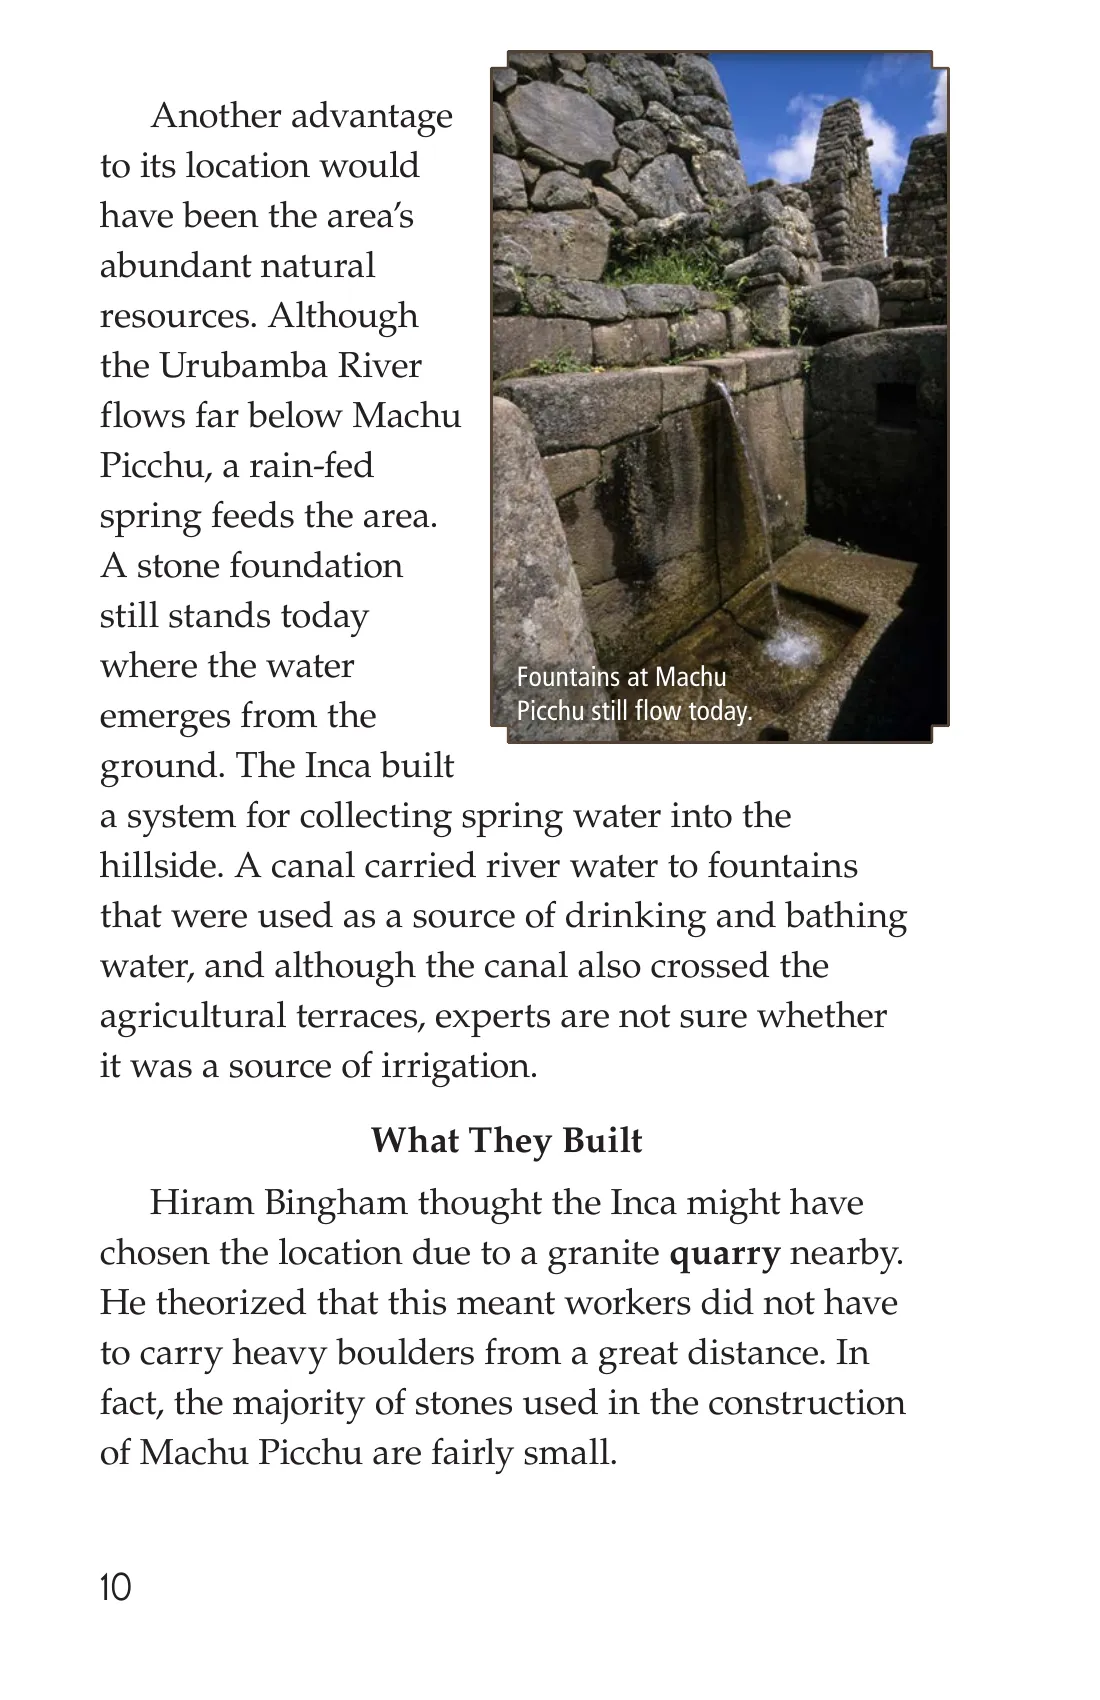 Another advantage
to its location would
have been the area’s
abundant natural
resources. Although
the Urubamba River
flows far below Machu
Picchu, a rain-fed
spring feeds the area.
A stone foundation
still stands today
where the water
emerges from the
ground. The Inca built
a system for collecting spring water into the
hillside. A canal carried river water to fountains
that were used as a source of drinking and bathing
water, and although the canal also crossed the
agricultural terraces, experts are not sure whether
it was a source of irrigation.
Fountains at Machu
Picchu still flow today.
What They Built
Hiram Bingham thought the Inca might have
chosen the location due to a granite quarry nearby.
He theorized that this meant workers did not have
to carry heavy boulders from a great distance. In
fact, the majority of stones used in the construction
of Machu Picchu are fairly small.
10